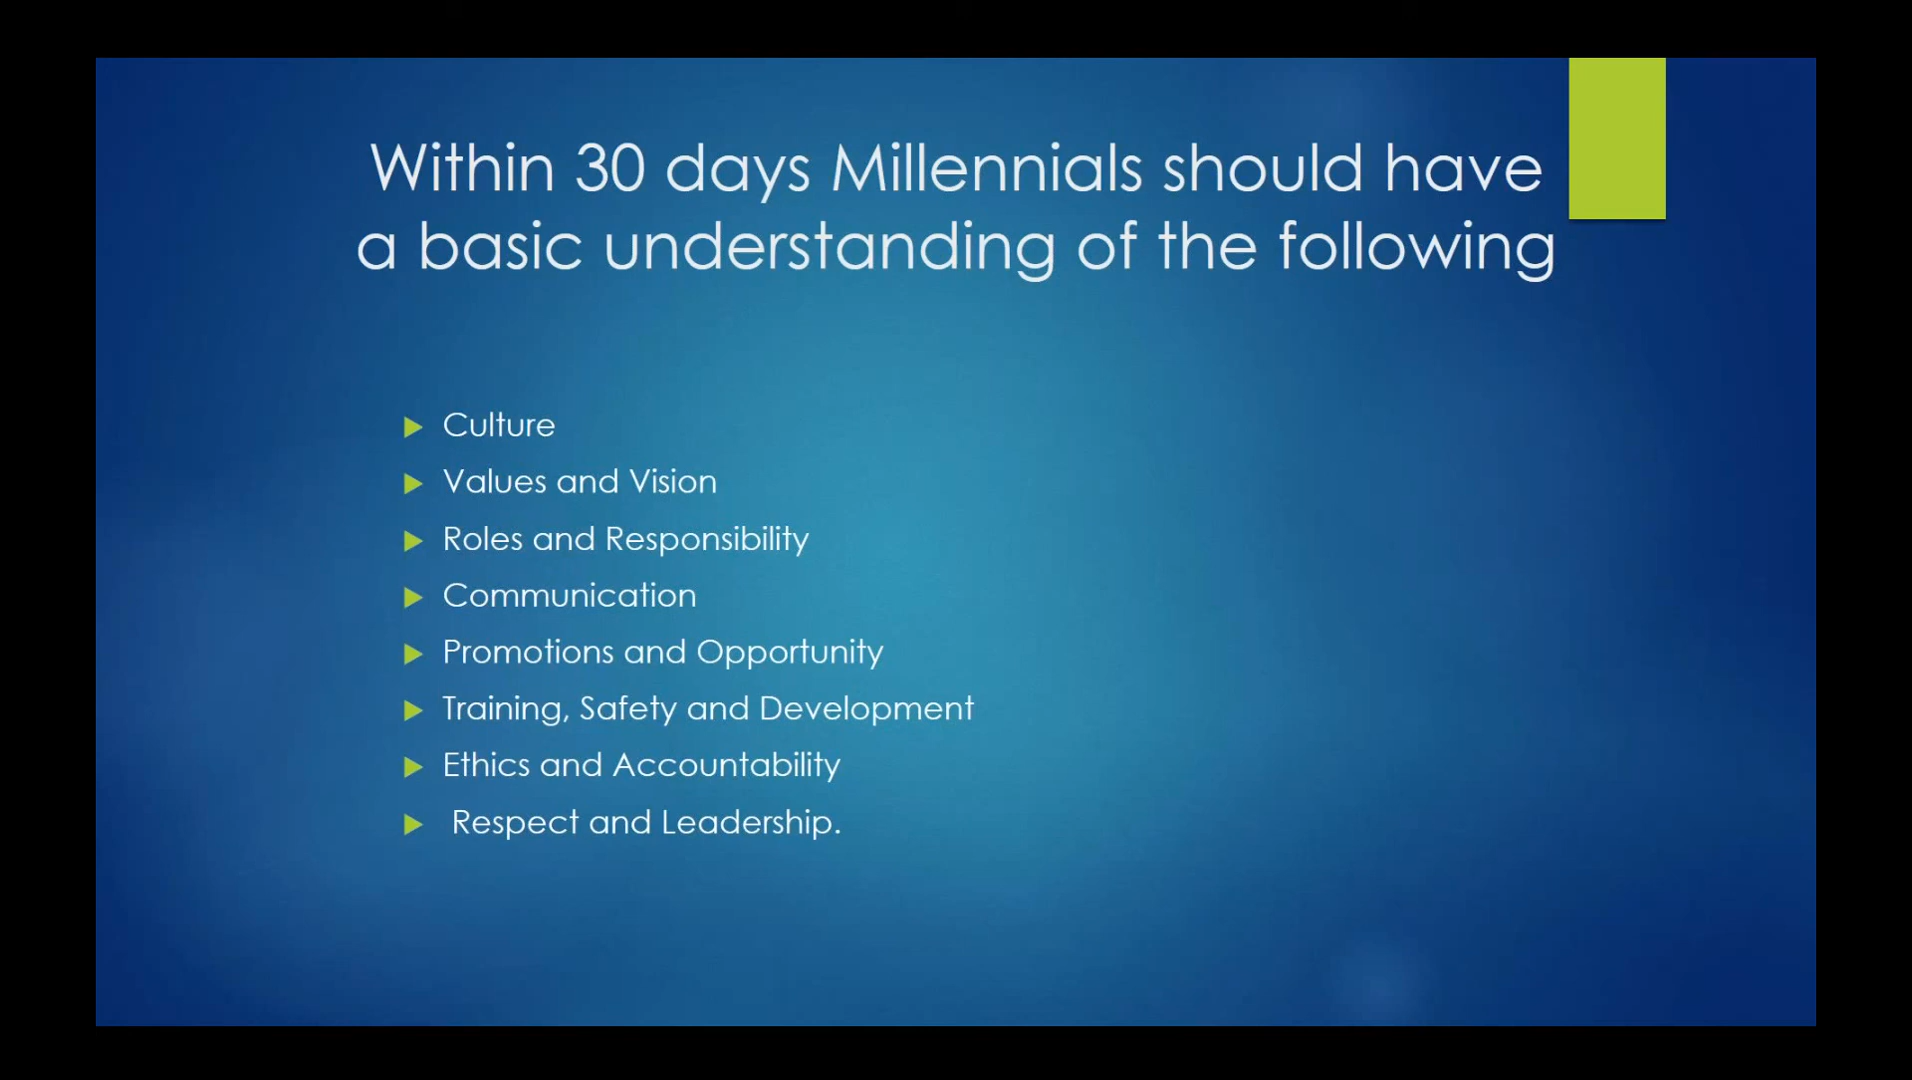 Within 30 days Millennials should have
a basic understanding of the following
Culture
Values and Vision
Roles and Responsibility
Communication
Promotions and Opportunity
Training, Safety and Development
Ethics and Accountability
Respect and Leadership.